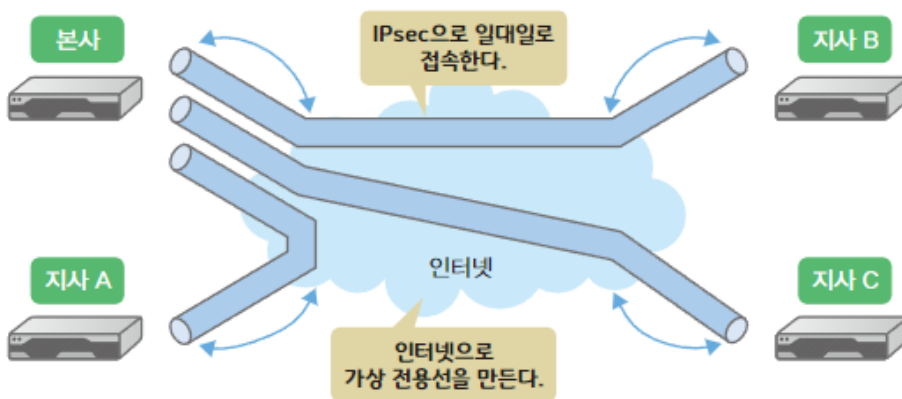 본사
IPsec으로 일대일로
접속한다.
지사 B
인터넷
지사 A
지사 C
인터넷으로
가상 전용선을 만든다.